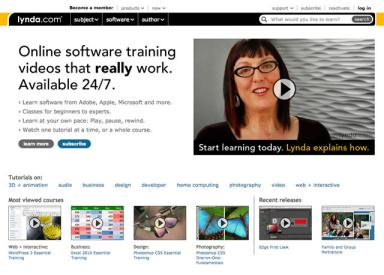 Become a member products new support subscribe reactivate log in
lynda.com subject software author What would you like to learn? search
Online software training
videos that really work.
Available 24/7.
Learn software from Adobe, Apple, Microsoft and more.
Classes for beginners to experts.
Learn at your own pace: Play, pause, rewind.
Watch one tutorial at a time, or a whole course.
learn more subscribe
lynda
Start learning today. Lynda explains how.
Tutorials on:
3D + animation audio business design developer home computing photography video web + interactive
Most viewed courses Recent releases
Web + Interactive: Business: Design: Photography: Edge First Look Family and Group
WordPress 3 Essential Excel 2010 Essential Photoshop CS5 Essential Photoshop CS5 Portraiture
Training Training Training One-on-One:
Fundamentals